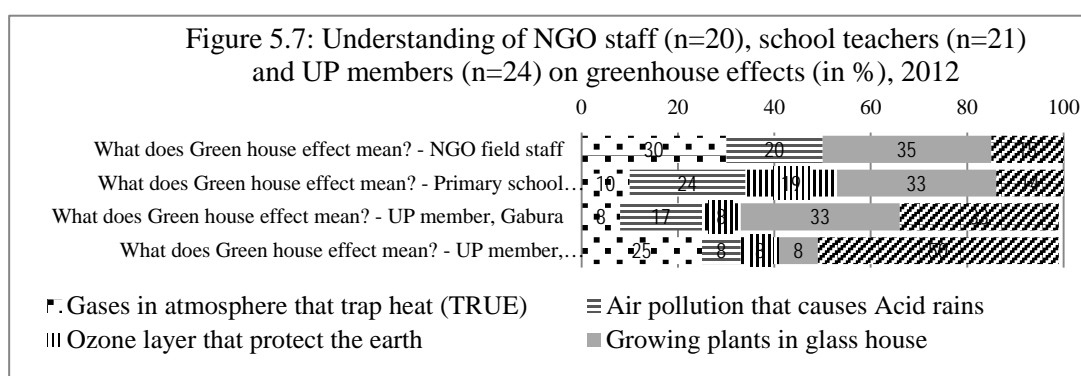 Figure 5.7: Understanding of NGO staff (n=20), school teachers (n=21)
and UP members (n=24) on greenhouse effects (in %), 2012
0 20 40 60 80 100
What does Green house effect mean? - NGO field staff 30 20 35 15
What does Green house effect mean? - Primary school… 10 24 19 33 14
What does Green house effect mean? - UP member, Gabura 8 17 8 33
What does Green house effect mean? - UP member,… 25 8 8 8
Gases in atmosphere that trap heat (TRUE) Air pollution that causes Acid rains
Ozone layer that protect the earth Growing plants in glass house